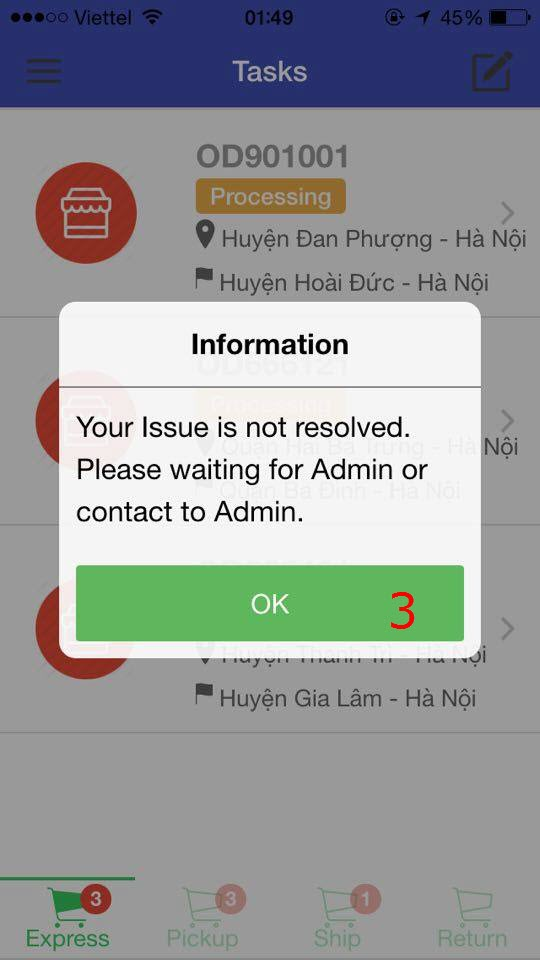 Viettel 01:49 45%
Tasks
OD901001
Processing
Huyện Đan Phượng - Hà Nội
Huyện Hoài Đức - Hà Nội
Information
OD666121
Processing
Your Issue is not resolved.
Quận Hai Bà Trưng - Hà Nội
Please waiting for Admin or
Quận Ba Đình - Hà Nội
contact to Admin.
OK 3
Huyện Thanh Trì - Hà Nội
Huyện Gia Lâm - Hà Nội
3 3 1
Express Pickup Ship Return